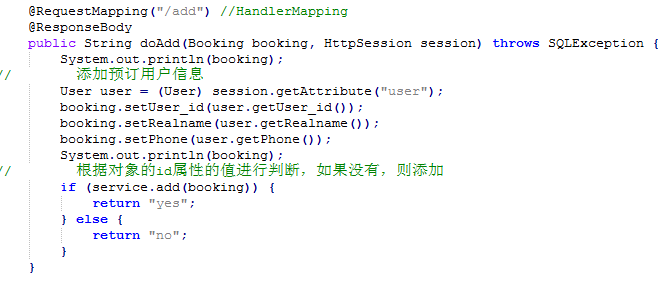 @RequestMapping("/add") //HandlerMapping
@ResponseBody
public String doAdd(Booking booking, HttpSession session) throws SQLException {
System.out.println(booking);
// 添加预订用户信息
User user = (User) session.getAttribute("user");
booking.setUser_id(user.getUser_id());
booking.setRealname(user.getRealname());
booking.setPhone(user.getPhone());
System.out.println(booking);
// 根据对象的id属性的值进行判断，如果没有，则添加
if (service.add(booking)) {
return "yes";
} else {
return "no";
}
}